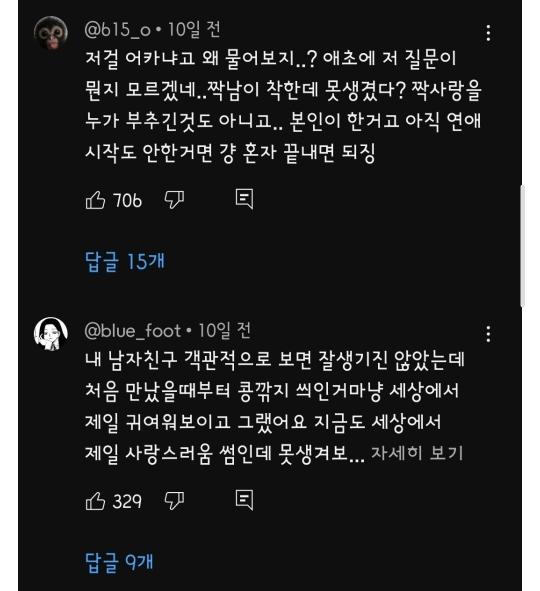 @615_o • 10일 전
저걸 어카냐고 왜 물어보지..? 애초에 저 질문이
뭔지 모르겠네..짝남이 착한데 못생겼다? 짝사랑을
누가 부추긴것도 아니고.. 본인이 한거고 아직 연애
시작도 안한거면 걍 혼자 끝내면 되징
706
답글 15개
@blue_foot • 10일 전
내 남자친구 객관적으로 보면 잘생기진 않았는데
처음 만났을때부터 콩깎지 씌인거마냥 세상에서
제일 귀여워보이고 그랬어요 지금도 세상에서
제일 사랑스러움 썸인데 못생겨보... 자세히 보기
329
답글 9개